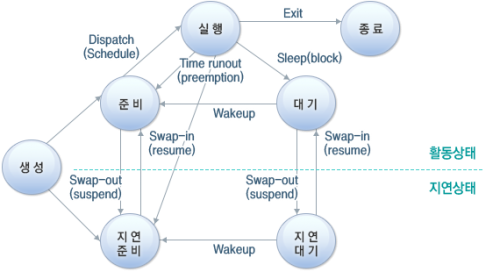 실행
Exit
종료
Dispatch
(Schedule)
Time runout
(preemption)
Sleep(block)
준비
대기
Wakeup
Swap-in
(resume)
Swap-in
(resume)
생성
활동상태
Swap-out
(suspend)
Swap-out
(suspend)
지연상태
지연
준비
지연
대기
Wakeup